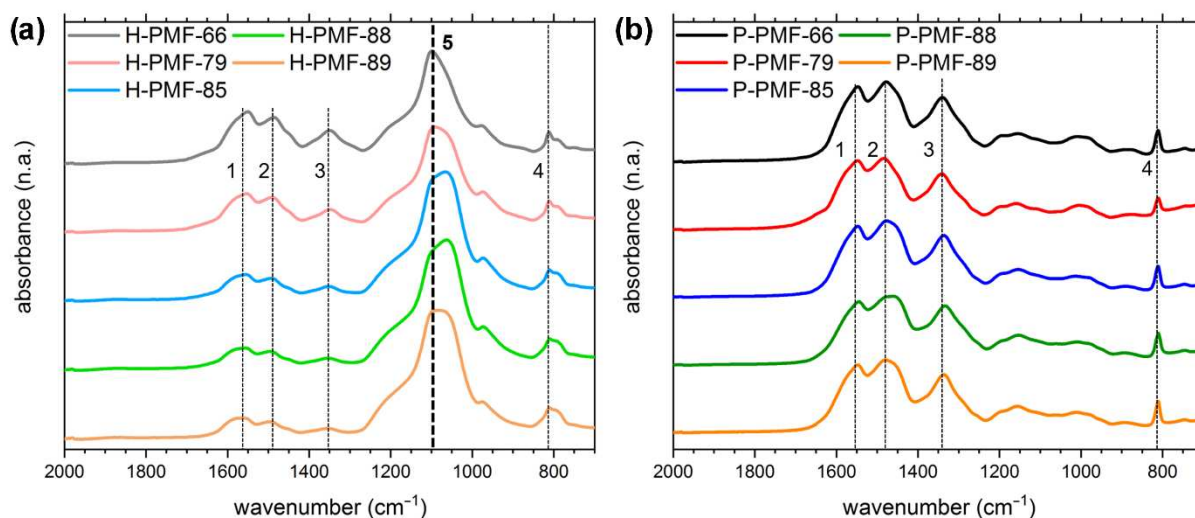 (a)
H-PMF-66 H-PMF-88
H-PMF-79 H-PMF-89
H-PMF-85
5
1 2 3 4
absorbance (n.a.)
2000 1800 1600 1400 1200 1000 800
wavenumber (cm⁻¹)
(b)
P-PMF-66 P-PMF-88
P-PMF-79 P-PMF-89
P-PMF-85
1 2 3 4
absorbance (n.a.)
2000 1800 1600 1400 1200 1000 800
wavenumber (cm⁻¹)